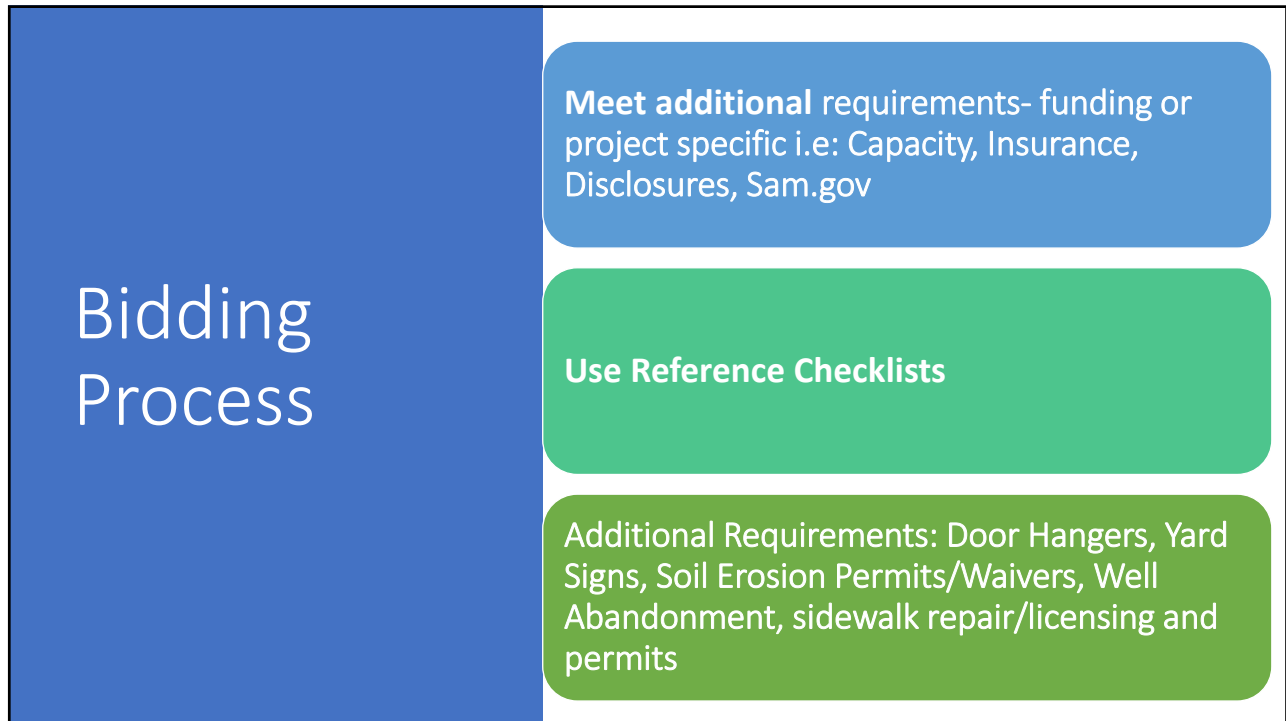 Bidding
Process
Meet additional requirements- funding or
project specific i.e: Capacity, Insurance,
Disclosures, Sam.gov
Use Reference Checklists
Additional Requirements: Door Hangers, Yard
Signs, Soil Erosion Permits/Waivers, Well
Abandonment, sidewalk repair/licensing and
permits